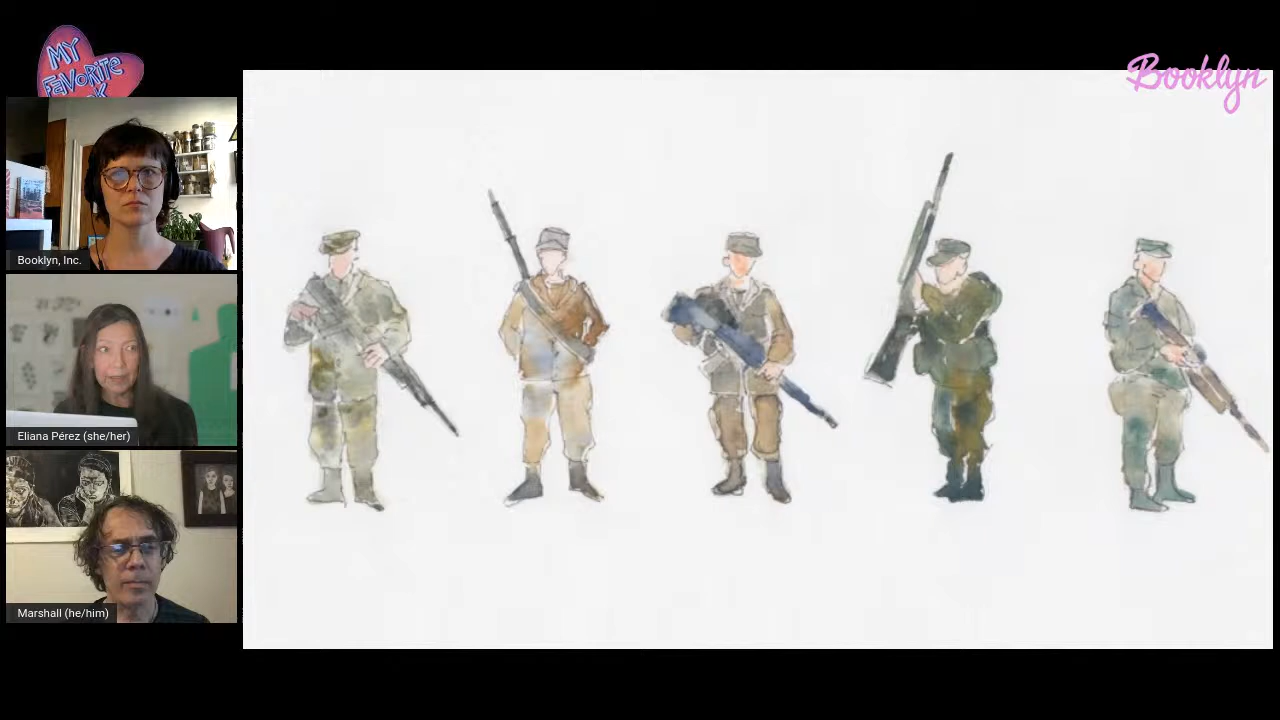 MY
FAVORITE
Booklyn
Booklyn, Inc.
Eliana Pérez (she/her)
Marshall (he/him)